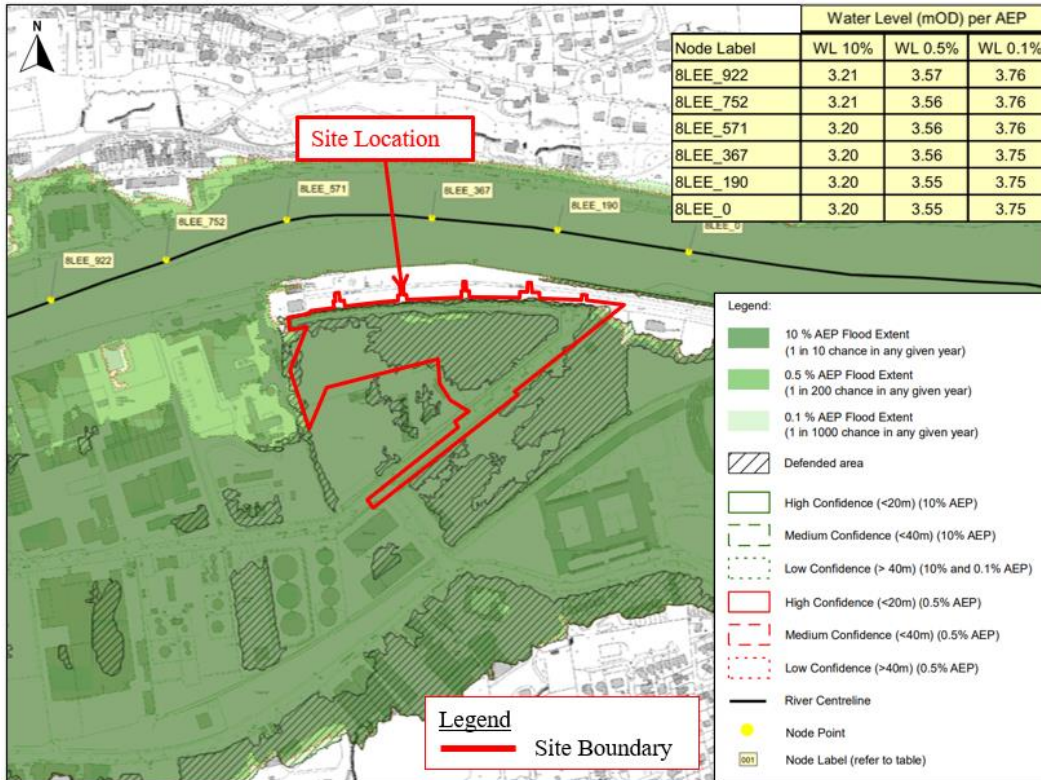 N
Water Level (mOD) per AEP
Node Label WL 10% WL 0.5% WL 0.1%
8LEE_922 3.21 3.57 3.76
8LEE_752 3.21 3.56 3.76
8LEE_571 3.20 3.56 3.76
8LEE_367 3.20 3.56 3.75
8LEE_190 3.20 3.55 3.75
8LEE_0 3.20 3.55 3.75
Site Location
8LEE_571
8LEE_367
8LEE_190
8LEE_0
8LEE_752
8LEE_922
Legend:
10 % AEP Flood Extent
(1 in 10 chance in any given year)
0.5 % AEP Flood Extent
(1 in 200 chance in any given year)
0.1 % AEP Flood Extent
(1 in 1000 chance in any given year)
Defended area
High Confidence (<20m) (10% AEP)
Medium Confidence (<40m) (10% AEP)
Low Confidence (> 40m) (10% and 0.1% AEP)
High Confidence (<20m) (0.5% AEP)
Medium Confidence (<40m) (0.5% AEP)
Low Confidence (>40m) (0.5% AEP)
River Centreline
Node Point
001 Node Label (refer to table)
Legend
Site Boundary